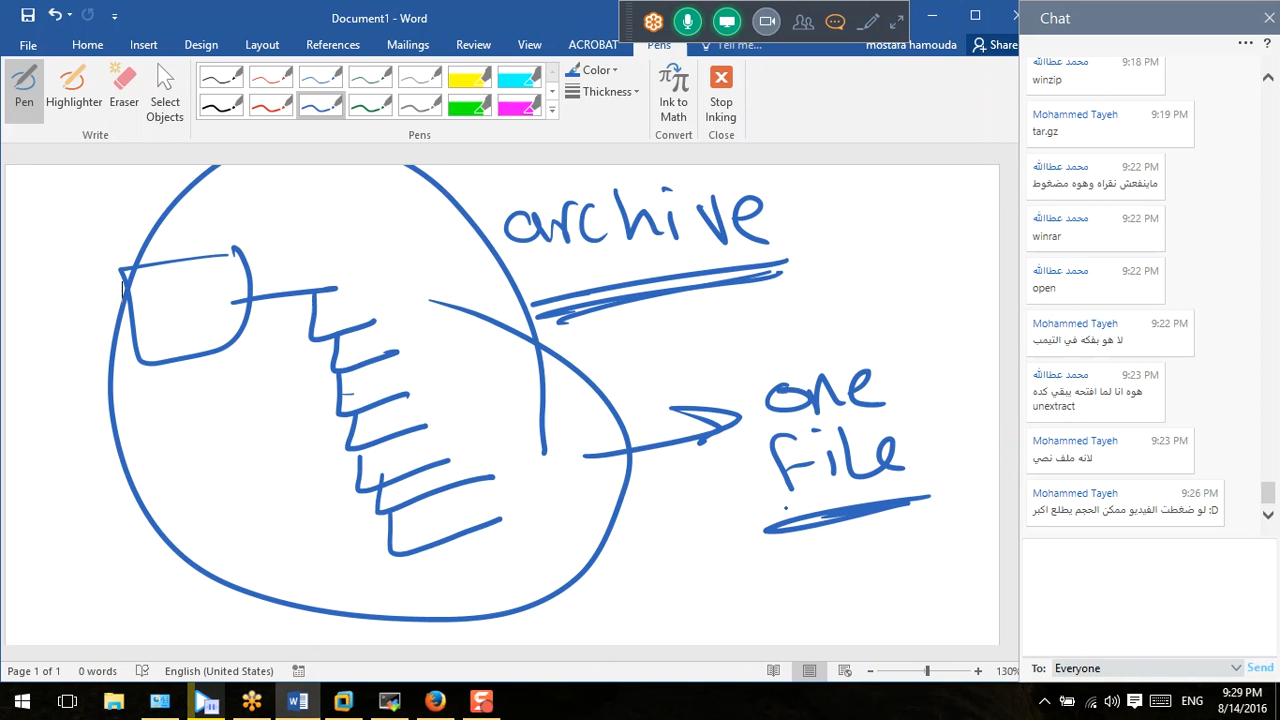 Document1 - Word
File
Home
Insert
Design
Layout
References
Mailings
Review
View
ACROBAT
Pens
Tell me...
mostafa hamouda
Share
Pen
Highlighter
Eraser
Select
Objects
Color
Thickness
Ink to
Math
Stop
Inking
Write
Pens
Convert
Close
archive
one
file
Page 1 of 1
0 words
English (United States)
130%
Chat
?
محمد عطاالله 9:18 PM
winzip
Mohammed Tayeh 9:19 PM
tar.gz
محمد عطاالله 9:22 PM
ماينفعش نقراه وهوه مضغوط
محمد عطاالله 9:22 PM
winrar
محمد عطاالله 9:22 PM
open
Mohammed Tayeh 9:22 PM
لا هو بفكه في التيمب
محمد عطاالله 9:23 PM
هوه انا لما افتحه يبقي كده
unextract
Mohammed Tayeh 9:23 PM
لانه ملف نصي
Mohammed Tayeh 9:26 PM
لو ضغطت الفيديو ممكن الحجم يطلع اكبر :D
To: Everyone
Send
ENG
9:29 PM
8/14/2016